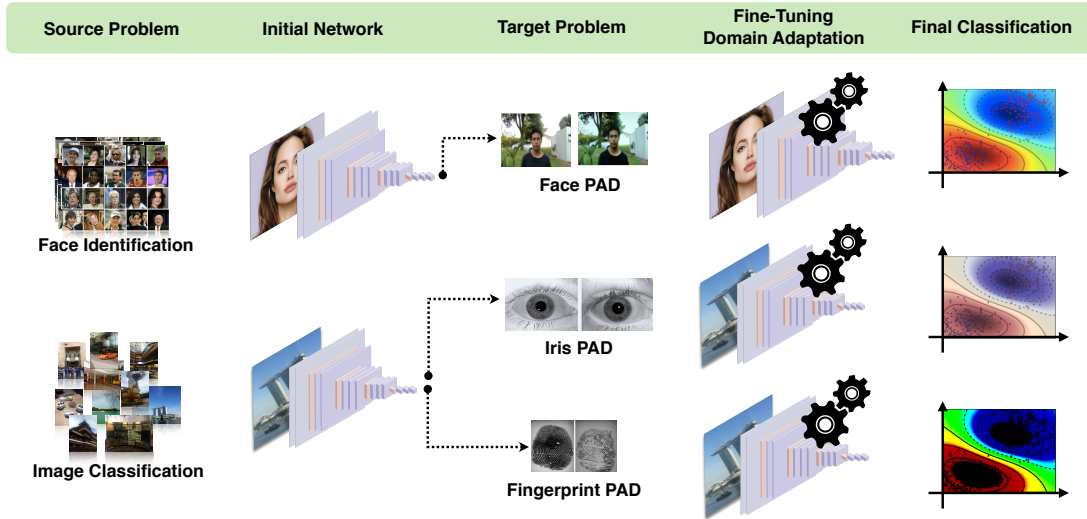 Source Problem
Initial Network
Target Problem
Fine-Tuning
Domain Adaptation
Final Classification
Face PAD
Face Identification
Iris PAD
Image Classification
Fingerprint PAD